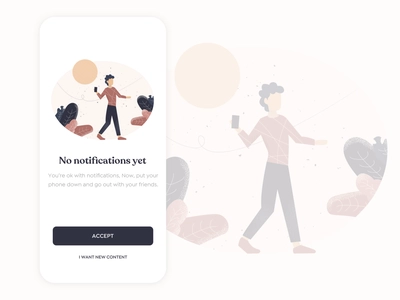 No notifications yet
You're ok with notifications. Now, put your
phone down and go out with your friends.
ACCEPT
I WANT NEW CONTENT